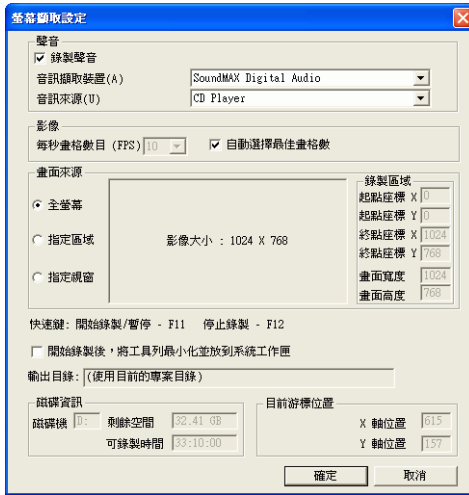 螢幕擷取設定
聲音
錄製聲音
音訊擷取裝置(A) SoundMAX Digital Audio
音訊來源(U) CD Player
影像
每秒畫格數目 (FPS) 10 自動選擇最佳畫格數
畫面來源
全螢幕
指定區域
指定視窗
影像大小 : 1024 X 768
錄製區域
起點座標 X 0
起點座標 Y 0
終點座標 X 1024
終點座標 Y 768
畫面寬度 1024
畫面高度 768
快速鍵: 開始錄製/暫停 - F11 停止錄製 - F12
開始錄製後，將工具列最小化並放到系統工作匣
輸出目錄: (使用目前的專案目錄)
磁碟資訊
磁碟機 D: 剩餘空間 32.41 GB
可錄製時間 33:10:00
目前游標位置
X 軸位置 615
Y 軸位置 157
確定 取消